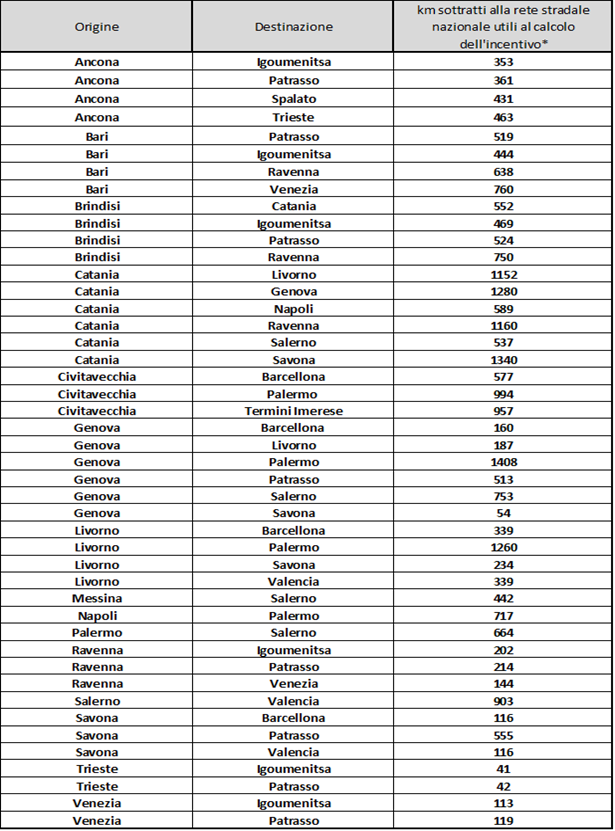 Origine Destinazione km sottratti alla rete stradale
nazionale utili al calcolo
dell'incentivo*
Ancona Igoumenitsa 353
Ancona Patrasso 361
Ancona Spalato 431
Ancona Trieste 463
Bari Patrasso 519
Bari Igoumenitsa 444
Bari Ravenna 638
Bari Venezia 760
Brindisi Catania 552
Brindisi Igoumenitsa 469
Brindisi Patrasso 524
Brindisi Ravenna 750
Catania Livorno 1152
Catania Genova 1280
Catania Napoli 589
Catania Ravenna 1160
Catania Salerno 537
Catania Savona 1340
Civitavecchia Barcellona 577
Civitavecchia Palermo 994
Civitavecchia Termini Imerese 957
Genova Barcellona 160
Genova Livorno 187
Genova Palermo 1408
Genova Patrasso 513
Genova Salerno 753
Genova Savona 54
Livorno Barcellona 339
Livorno Palermo 1260
Livorno Savona 234
Livorno Valencia 339
Messina Salerno 442
Napoli Palermo 717
Palermo Salerno 664
Ravenna Igoumenitsa 202
Ravenna Patrasso 214
Ravenna Venezia 144
Salerno Valencia 903
Savona Barcellona 116
Savona Patrasso 555
Savona Valencia 116
Trieste Igoumenitsa 41
Trieste Patrasso 42
Venezia Igoumenitsa 113
Venezia Patrasso 119